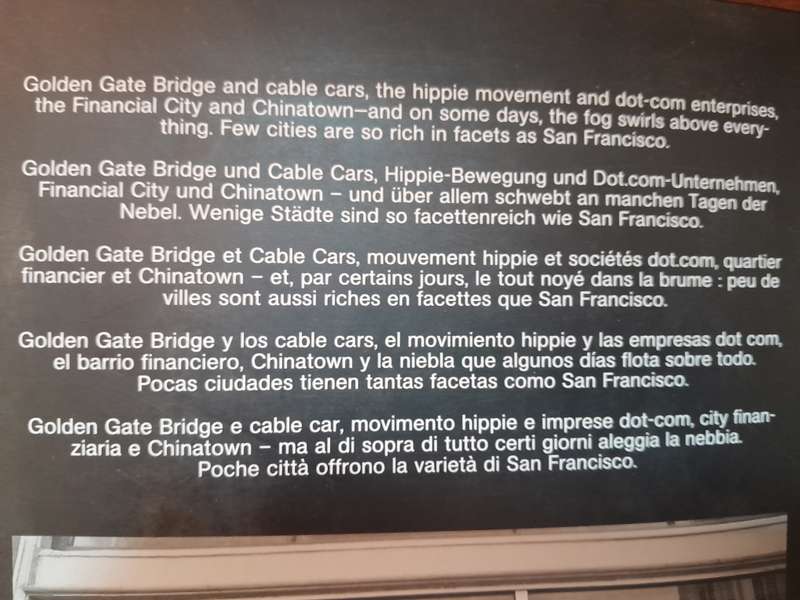 Golden Gate Bridge and cable cars, the hippie movement and dot-com enterprises,
the Financial City and Chinatown—and on some days, the fog swirls above every-
thing. Few cities are so rich in facets as San Francisco.
Golden Gate Bridge und Cable Cars, Hippie-Bewegung und Dot.com-Unternehmen,
Financial City und Chinatown – und über allem schwebt an manchen Tagen der
Nebel. Wenige Städte sind so facettenreich wie San Francisco.
Golden Gate Bridge et Cable Cars, mouvement hippie et sociétés dot.com, quartier
financier et Chinatown – et, par certains jours, le tout noyé dans la brume : peu de
villes sont aussi riches en facettes que San Francisco.
Golden Gate Bridge y los cable cars, el movimiento hippie y las empresas dot com,
el barrio financiero, Chinatown y la niebla que algunos días flota sobre todo.
Pocas ciudades tienen tantas facetas como San Francisco.
Golden Gate Bridge e cable car, movimento hippie e imprese dot-com, city finan-
ziaria e Chinatown – ma al di sopra di tutto certi giorni aleggia la nebbia.
Poche città offrono la varietà di San Francisco.